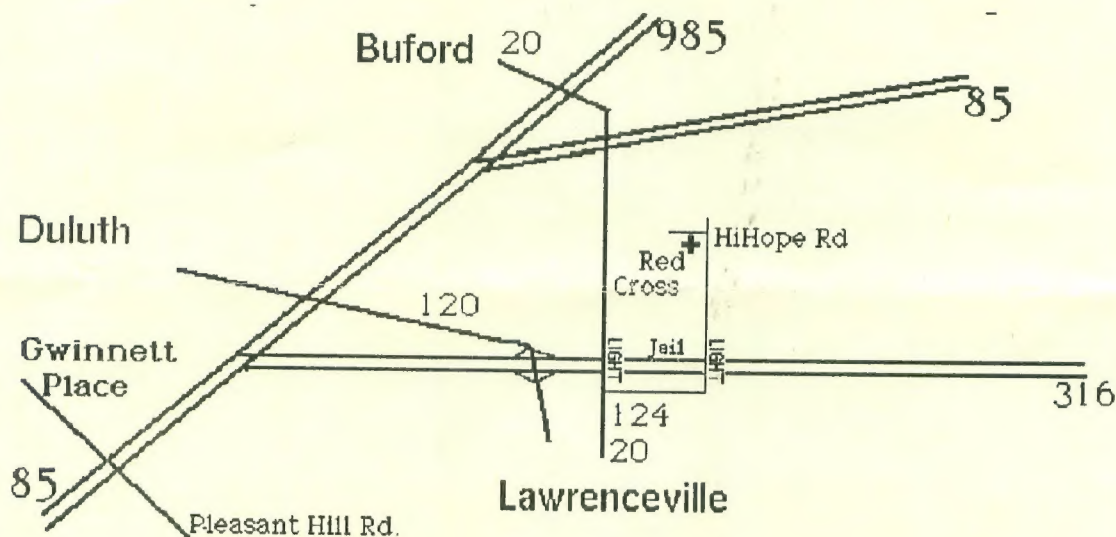 Buford 20
985
85
Duluth
HiHope Rd
Red
Cross
120
Gwinnett
Place
LIGHT
Jail
LIGHT
316
124
20
85
Lawrenceville
Pleasant Hill Rd.